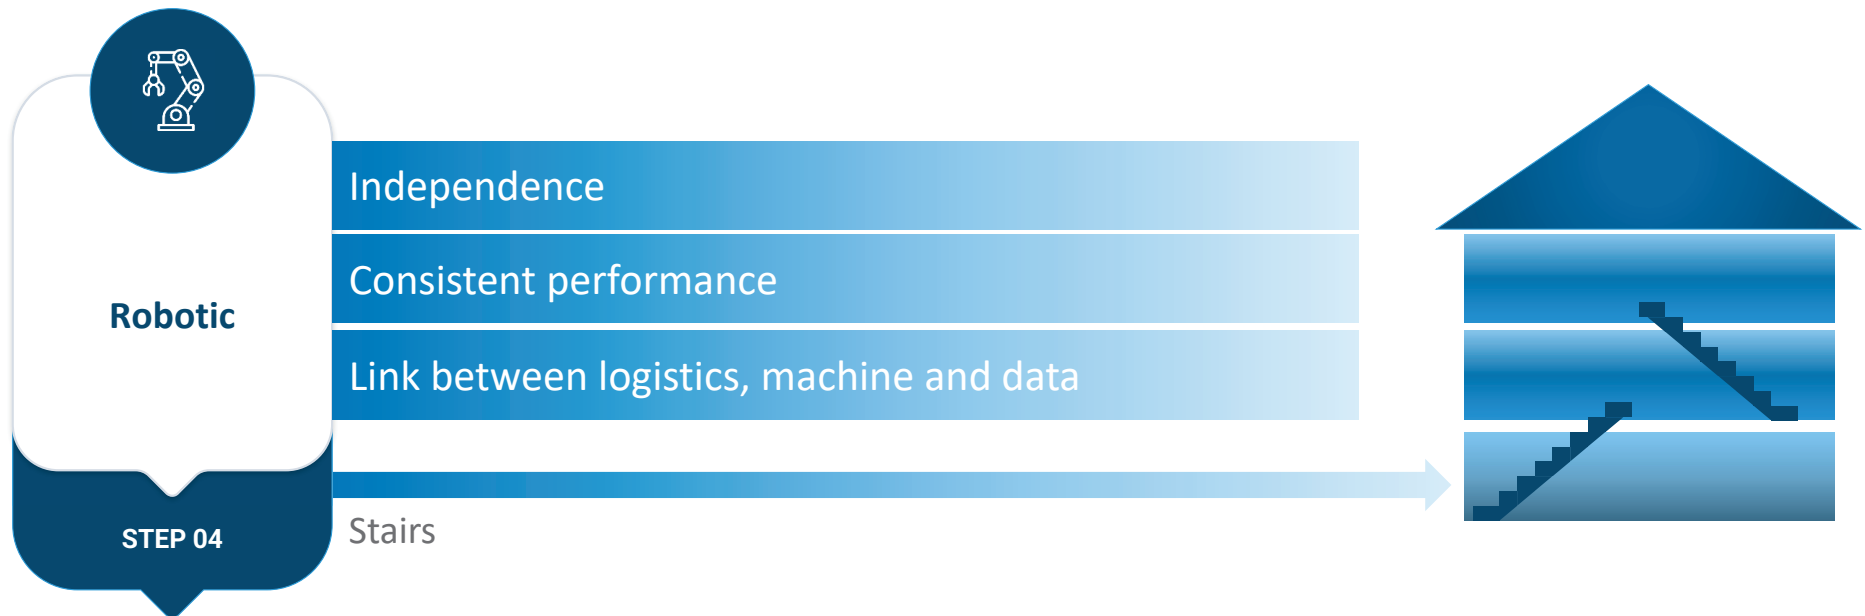 Robotic
STEP 04
Independence
Consistent performance
Link between logistics, machine and data
Stairs